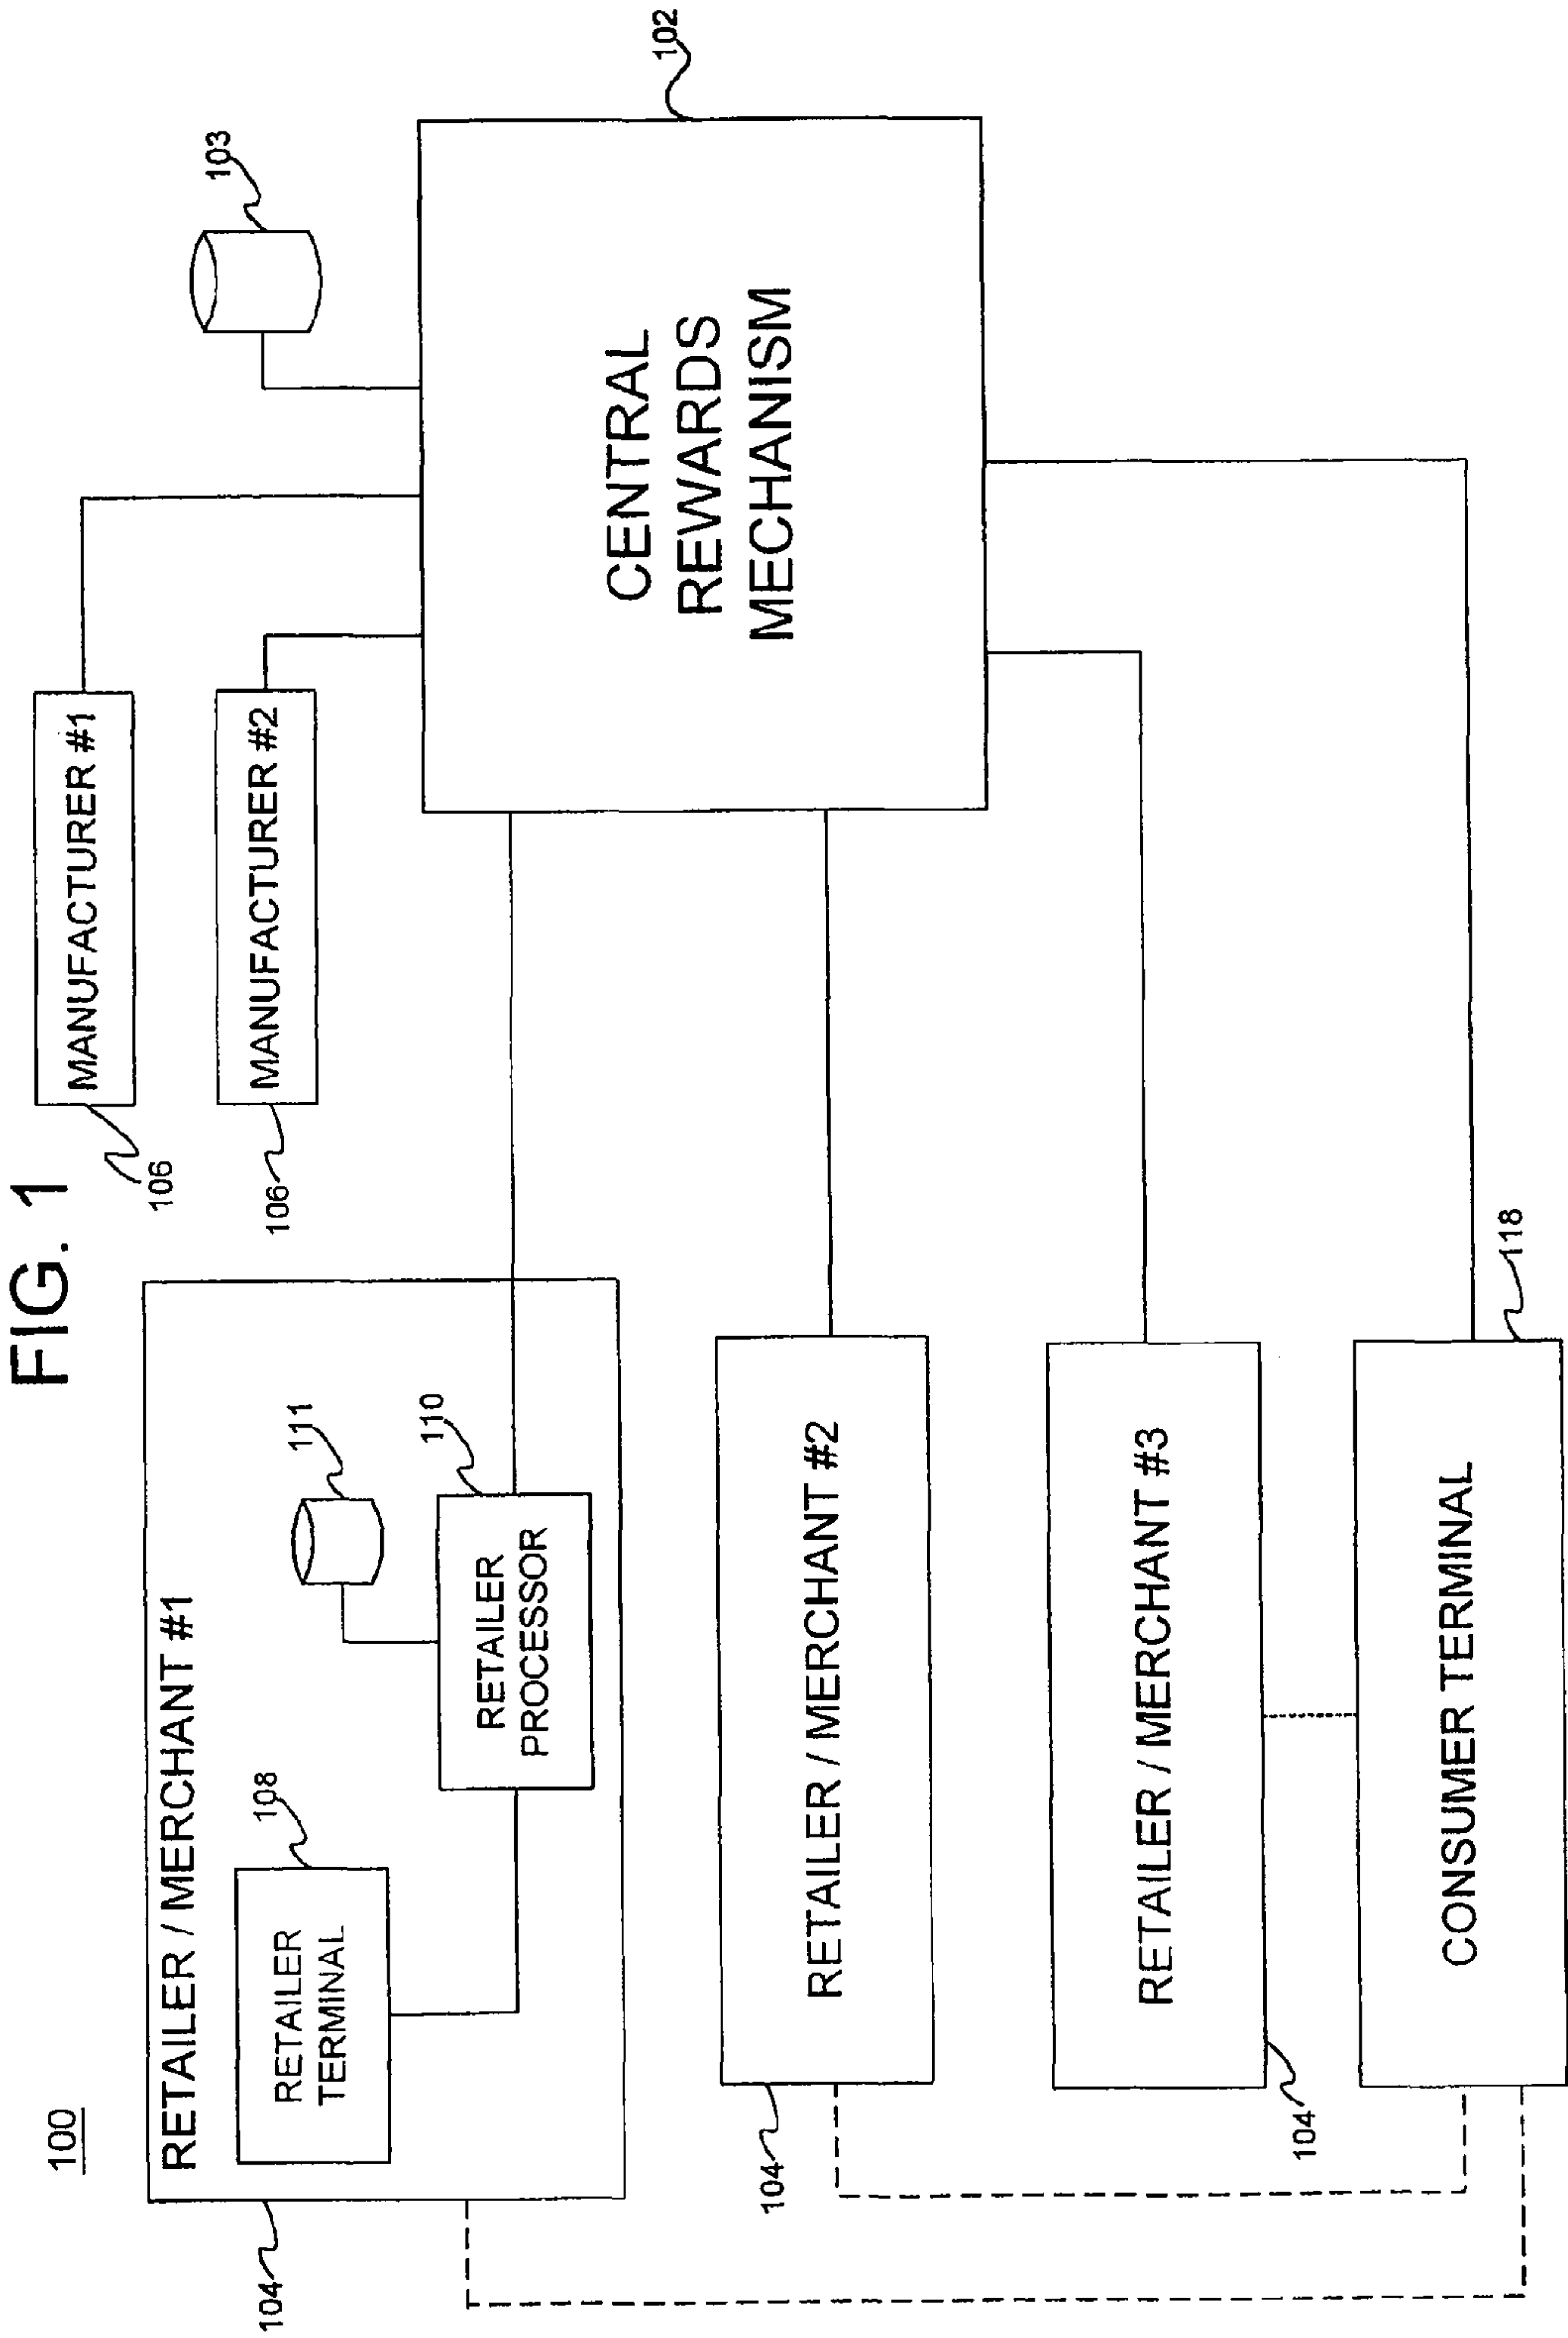 FIG. 1
100
RETAILER / MERCHANT #1
104
RETAILER
TERMINAL
108
111
RETAILER
PROCESSOR
110
106
MANUFACTURER #1
106
MANUFACTURER #2
103
102
CENTRAL
REWARDS
MECHANISM
RETAILER / MERCHANT #2
104
RETAILER / MERCHANT #3
104
CONSUMER TERMINAL
118